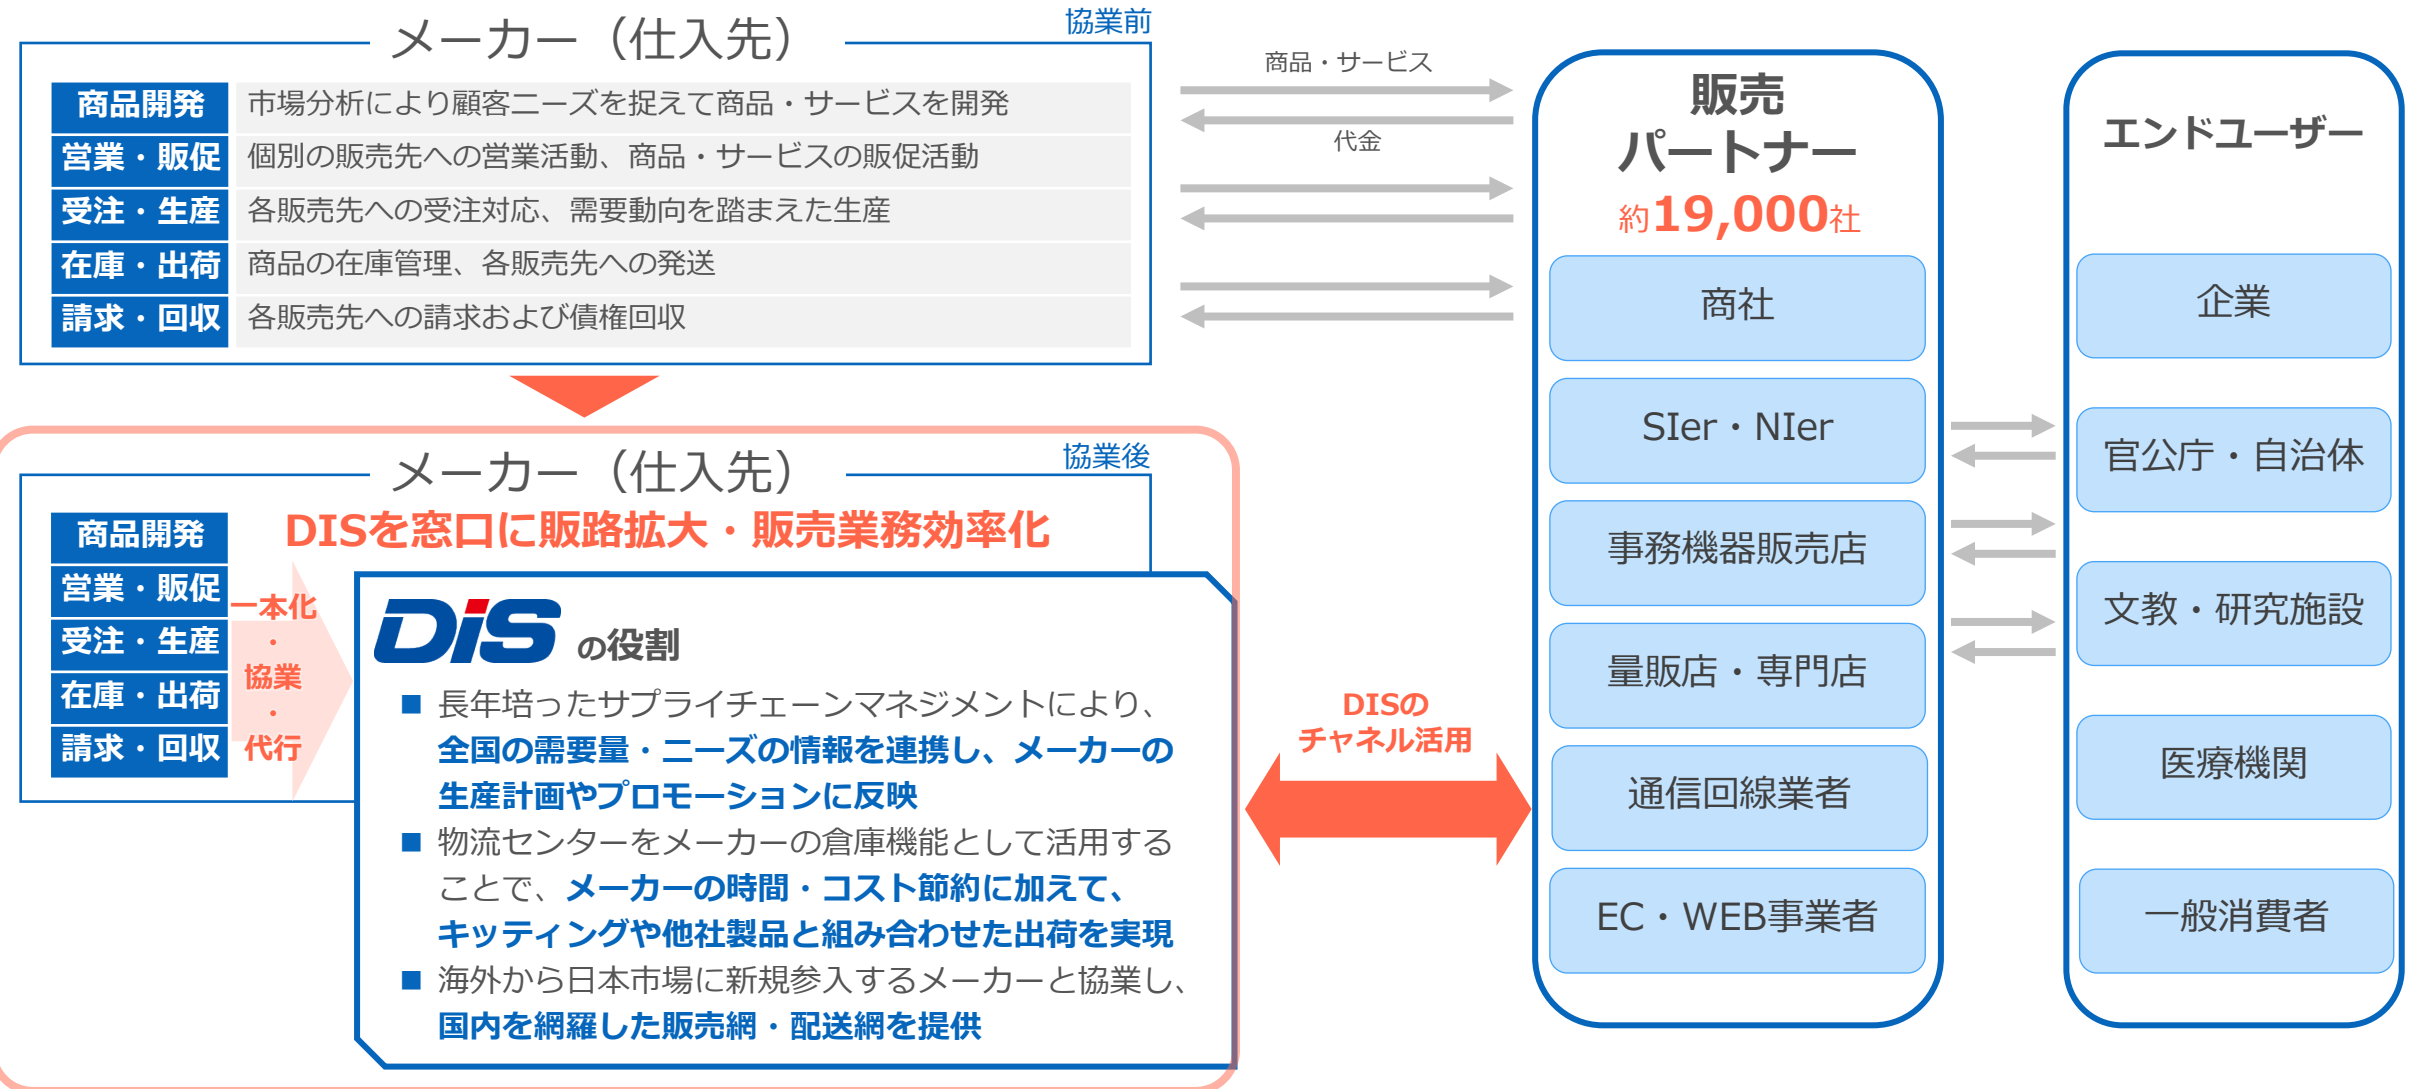 メーカー（仕入先）
協業前
商品開発
市場分析により顧客ニーズを捉えて商品・サービスを開発
営業・販促
個別の販売先への営業活動、商品・サービスの販促活動
受注・生産
各販売先への受注対応、需要動向を踏まえた生産
在庫・出荷
商品の在庫管理、各販売先への発送
請求・回収
各販売先への請求および債権回収
商品・サービス
代金
メーカー（仕入先）
協業後
DISを窓口に販路拡大・販売業務効率化
商品開発
営業・販促
受注・生産
在庫・出荷
請求・回収
一本化
・
協業
・
代行
DiS の役割
■ 長年培ったサプライチェーンマネジメントにより、
全国の需要量・ニーズの情報を連携し、メーカーの
生産計画やプロモーションに反映
■ 物流センターをメーカーの倉庫機能として活用する
ことで、メーカーの時間・コスト節約に加えて、
キッティングや他社製品と組み合わせた出荷を実現
■ 海外から日本市場に新規参入するメーカーと協業し、
国内を網羅した販売網・配送網を提供
DISの
チャネル活用
販売
パートナー
約19,000社
商社
SIer・NIer
事務機器販売店
量販店・専門店
通信回線業者
EC・WEB事業者
エンドユーザー
企業
官公庁・自治体
文教・研究施設
医療機関
一般消費者